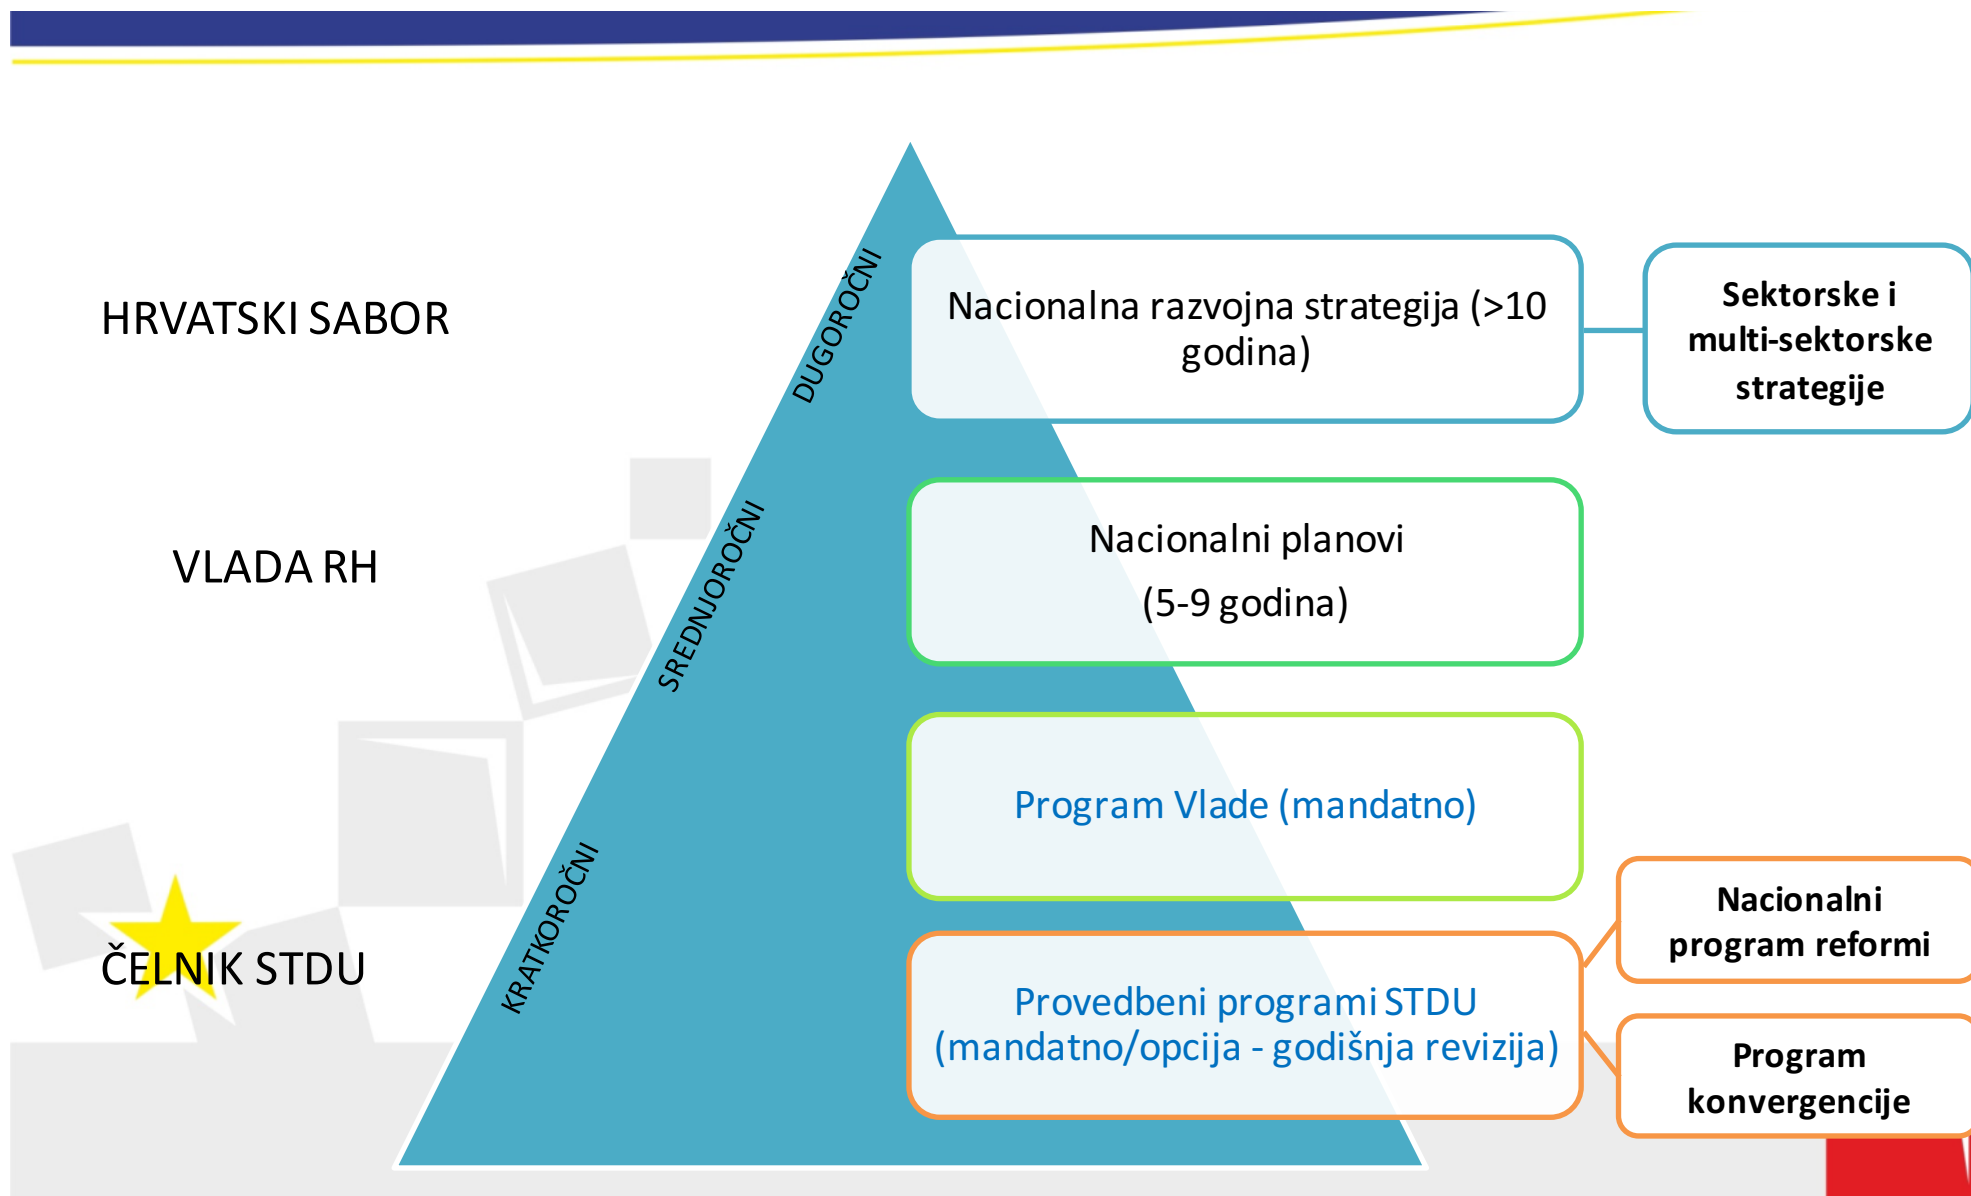 HRVATSKI SABOR
DUGOROČNI
Nacionalna razvojna strategija (>10
godina)
Sektorske i
multi-sektorske
strategije
VLADA RH
SREDNJOROČNI
Nacionalni planovi
(5-9 godina)
Program Vlade (mandatno)
ČELNIK STDU
KRATKOROČNI
Provedbeni programi STDU
(mandatno/opcija - godišnja revizija)
Nacionalni
program reformi
Program
konvergencije